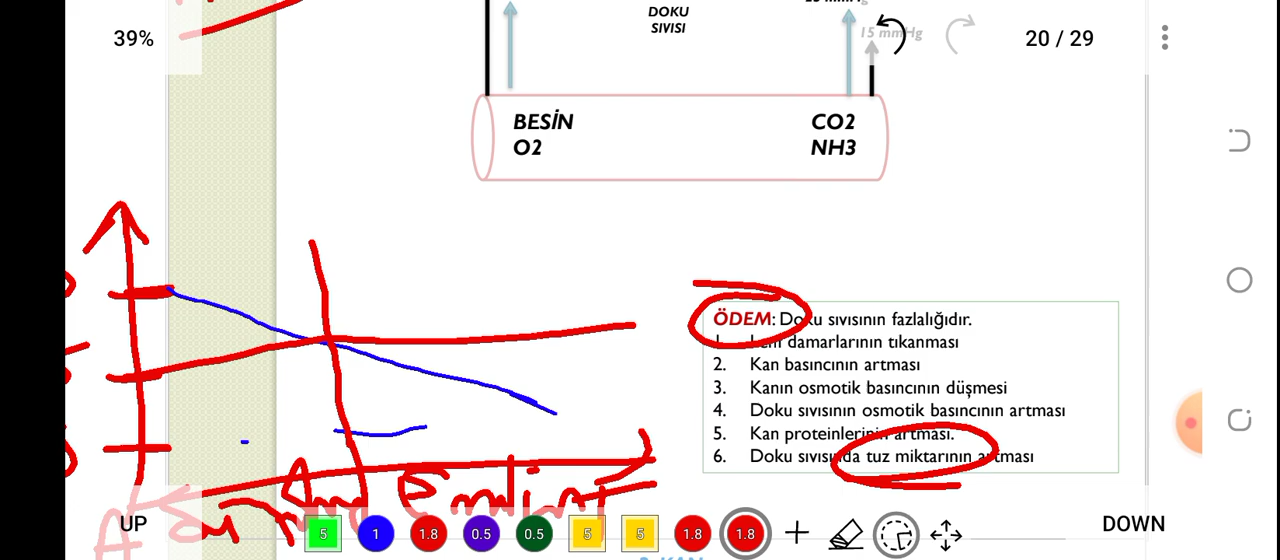 DOKU
SIVISI
15 mmHg
39%
20 / 29
BESİN
O2
CO2
NH3
ÖDEM: Doku sıvısının fazlalığıdır.
1. Lenf damarlarının tıkanması
2. Kan basıncının artması
3. Kanın osmotik basıncının düşmesi
4. Doku sıvısının osmotik basıncının artması
5. Kan proteinlerinin artması.
6. Doku sıvısında tuz miktarının artması
UP
5
1
1.8
0.5
0.5
5
5
1.8
1.8
DOWN